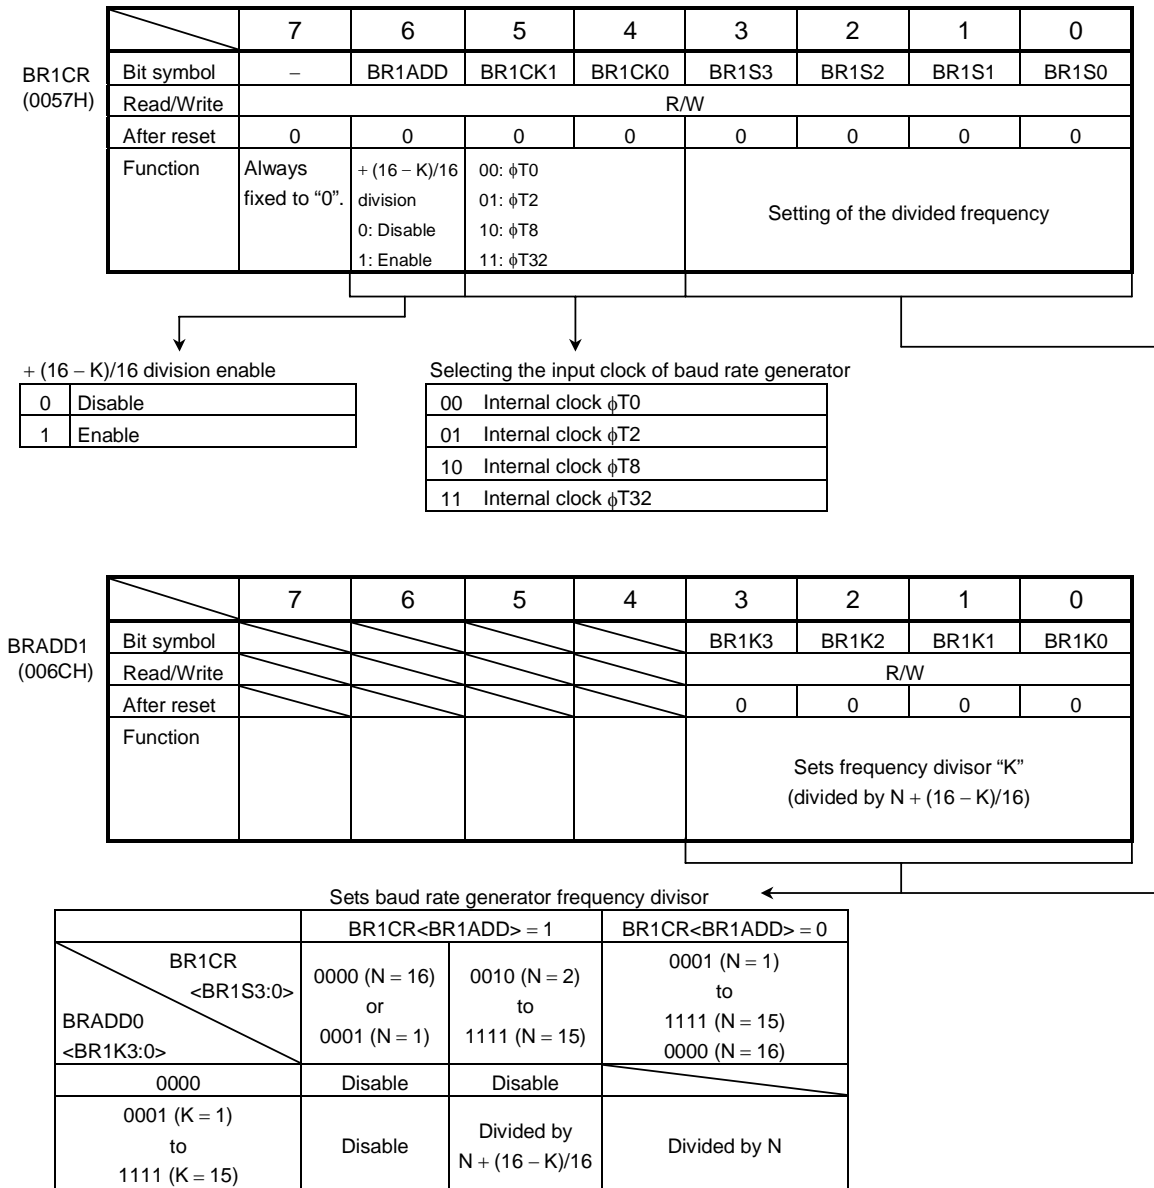 7 6 5 4 3 2 1 0
BR1CR
(0057H)
Bit symbol – BR1ADD BR1CK1 BR1CK0 BR1S3 BR1S2 BR1S1 BR1S0
Read/Write R/W
After reset 0 0 0 0 0 0 0 0
Function
Always
fixed to “0”.
+ (16 − K)/16
division
0: Disable
1: Enable
00: ϕT0
01: ϕT2
10: ϕT8
11: ϕT32
Setting of the divided frequency
+ (16 − K)/16 division enable
0 Disable
1 Enable
Selecting the input clock of baud rate generator
00 Internal clock ϕT0
01 Internal clock ϕT2
10 Internal clock ϕT8
11 Internal clock ϕT32
7 6 5 4 3 2 1 0
BRADD1
(006CH)
Bit symbol BR1K3 BR1K2 BR1K1 BR1K0
Read/Write R/W
After reset 0 0 0 0
Function
Sets frequency divisor “K”
(divided by N + (16 − K)/16)
Sets baud rate generator frequency divisor
BR1CR<BR1ADD> = 1 BR1CR<BR1ADD> = 0
BR1CR
<BR1S3:0>
BRADD0
<BR1K3:0>
0000 (N = 16)
or
0001 (N = 1)
0010 (N = 2)
to
1111 (N = 15)
0001 (N = 1)
to
1111 (N = 15)
0000 (N = 16)
0000 Disable Disable
0001 (K = 1)
to
1111 (K = 15)
Disable
Divided by
N + (16 − K)/16
Divided by N